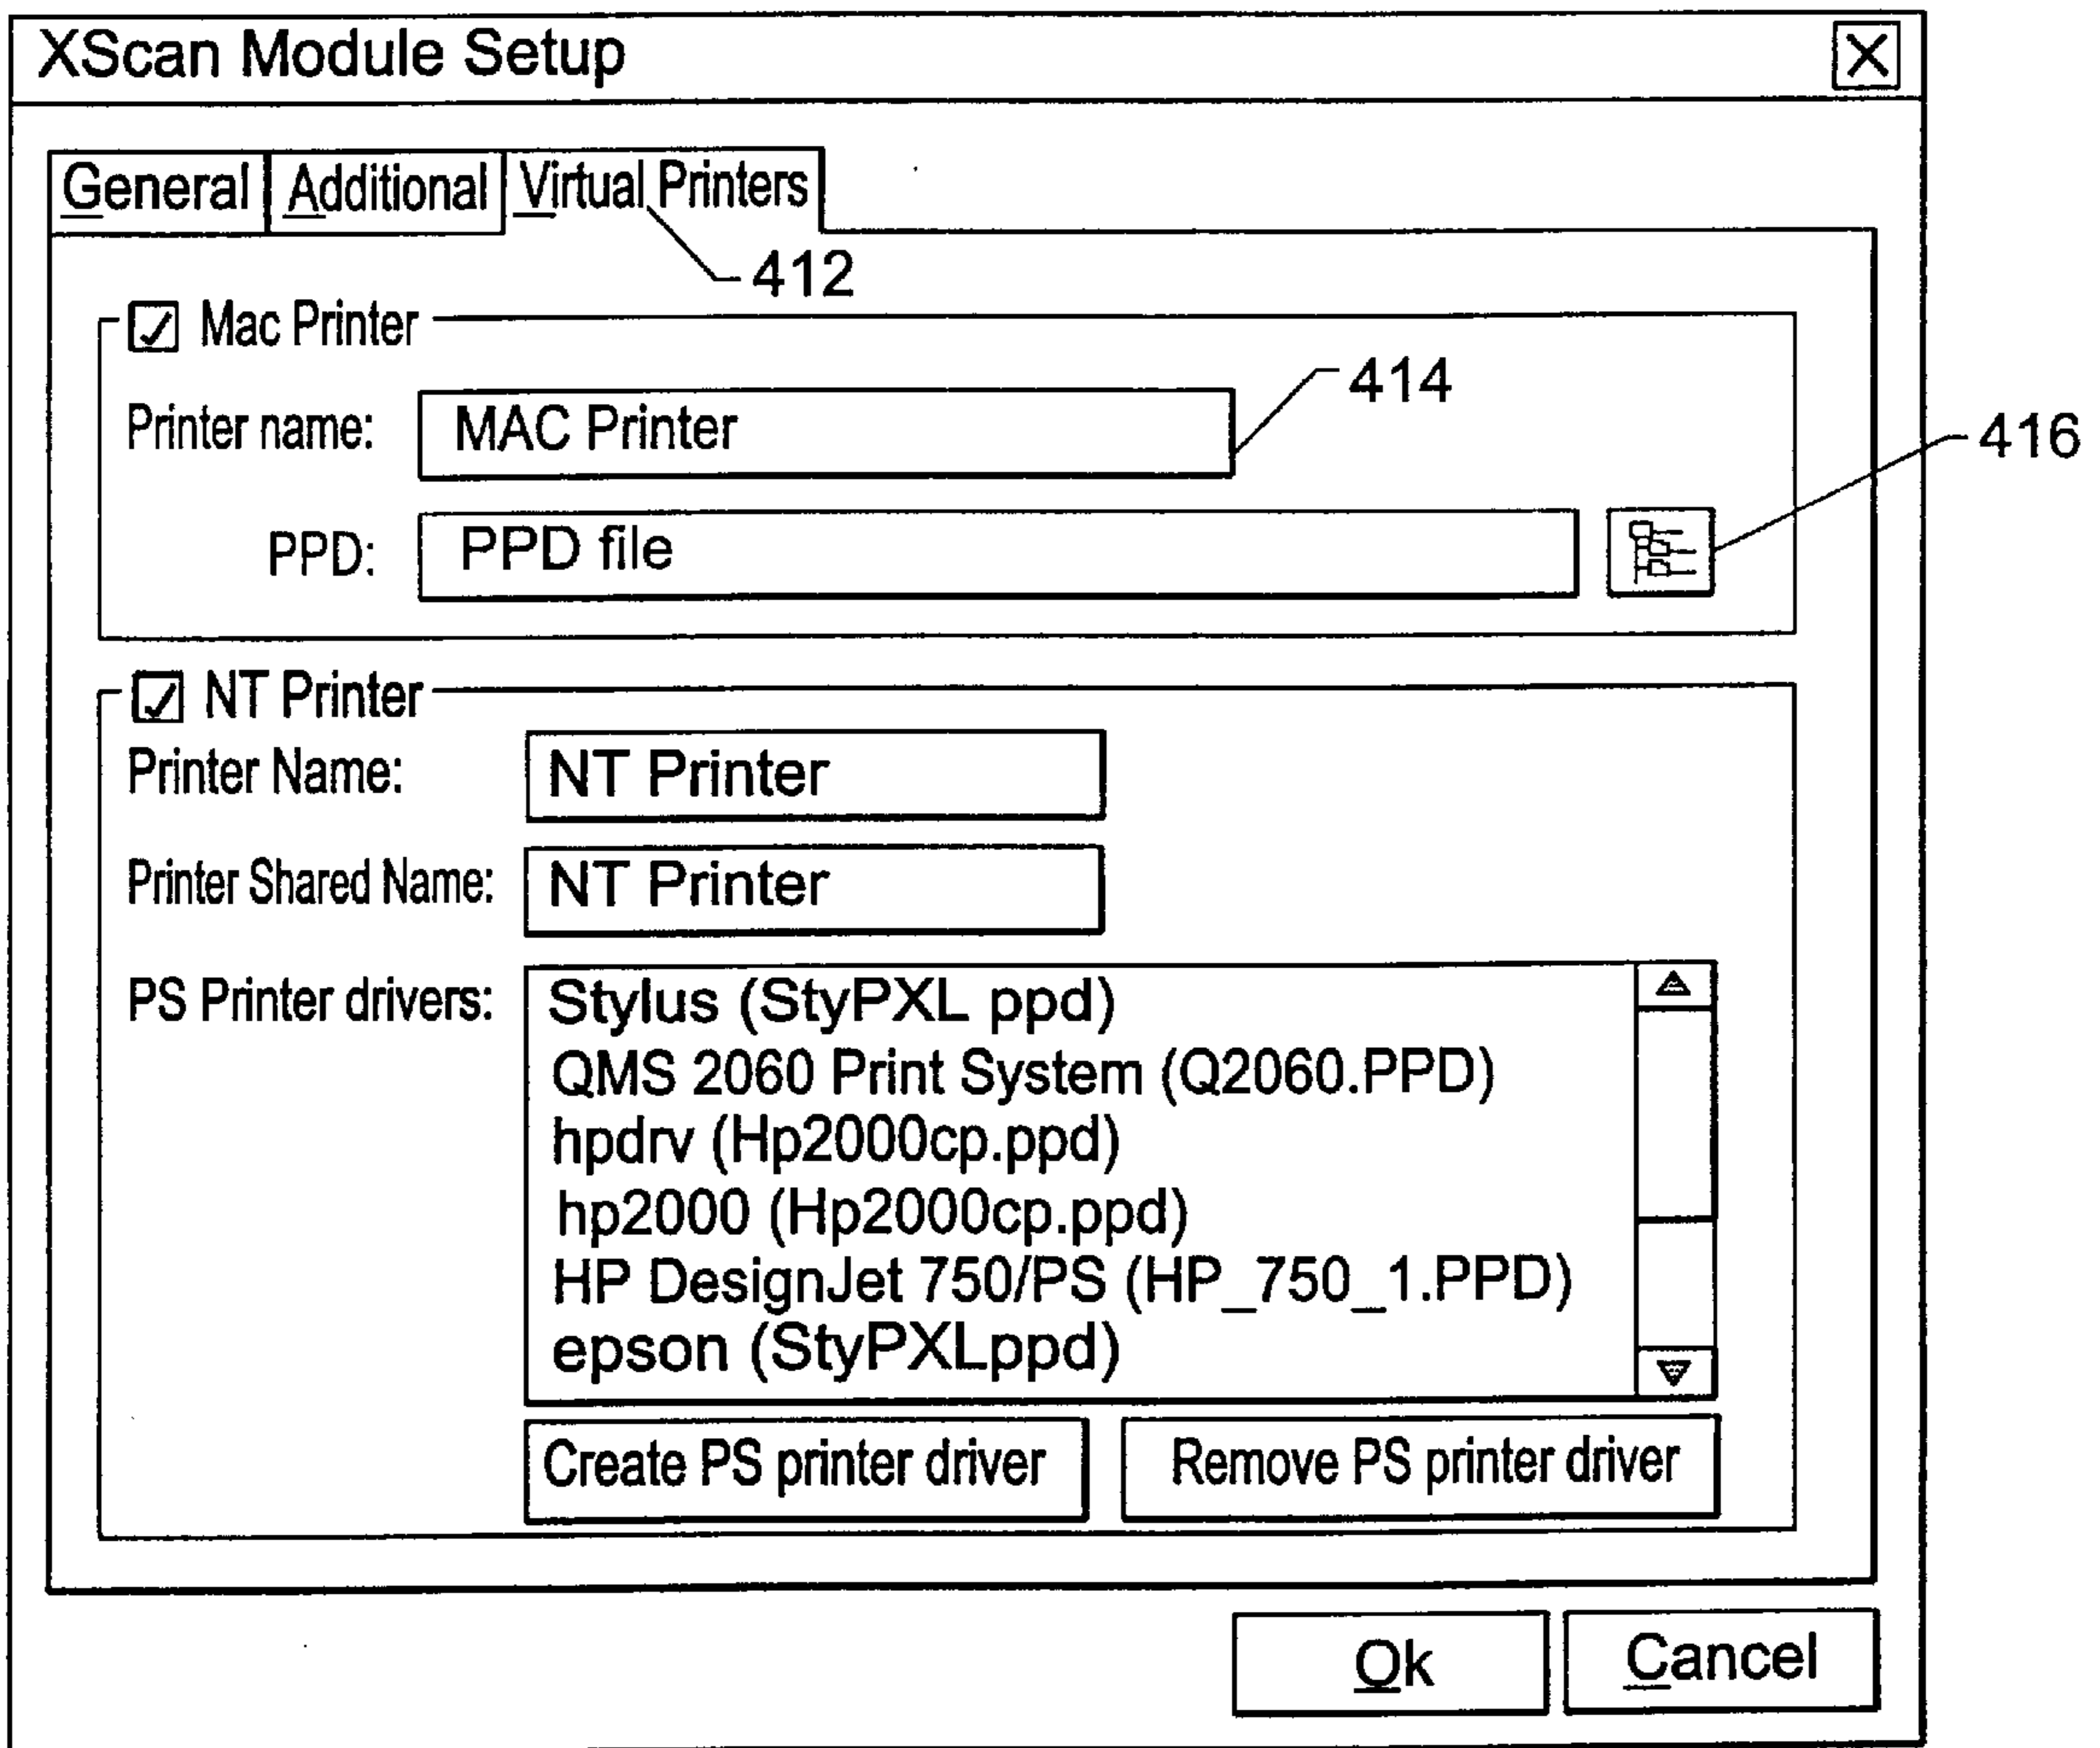 XScan Module Setup
General Additional Virtual Printers
412
Mac Printer
414
Printer name: MAC Printer
416
PPD: PPD file
NT Printer
Printer Name: NT Printer
Printer Shared Name: NT Printer
PS Printer drivers: Stylus (StyPXL ppd)
QMS 2060 Print System (Q2060.PPD)
hpdrv (Hp2000cp.ppd)
hp2000 (Hp2000cp.ppd)
HP DesignJet 750/PS (HP_750_1.PPD)
epson (StyPXLppd)
Create PS printer driver Remove PS printer driver
Ok Cancel